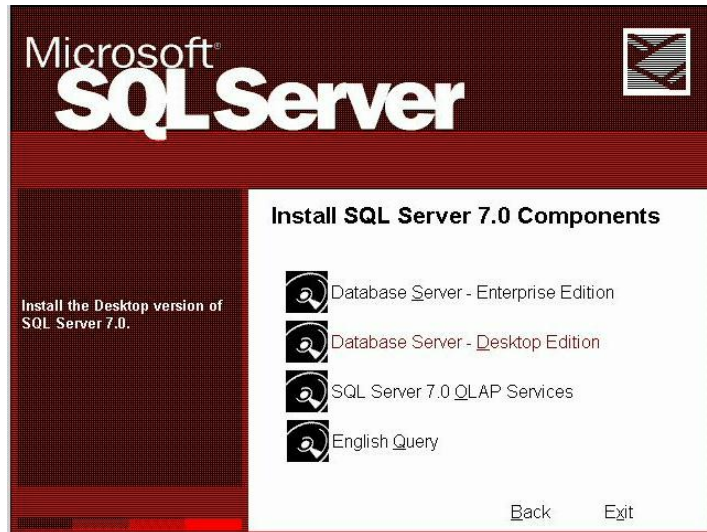 Microsoft®
SQL Server
Install SQL Server 7.0 Components
Install the Desktop version of
SQL Server 7.0.
Database Server - Enterprise Edition
Database Server - Desktop Edition
SQL Server 7.0 OLAP Services
English Query
Back Exit